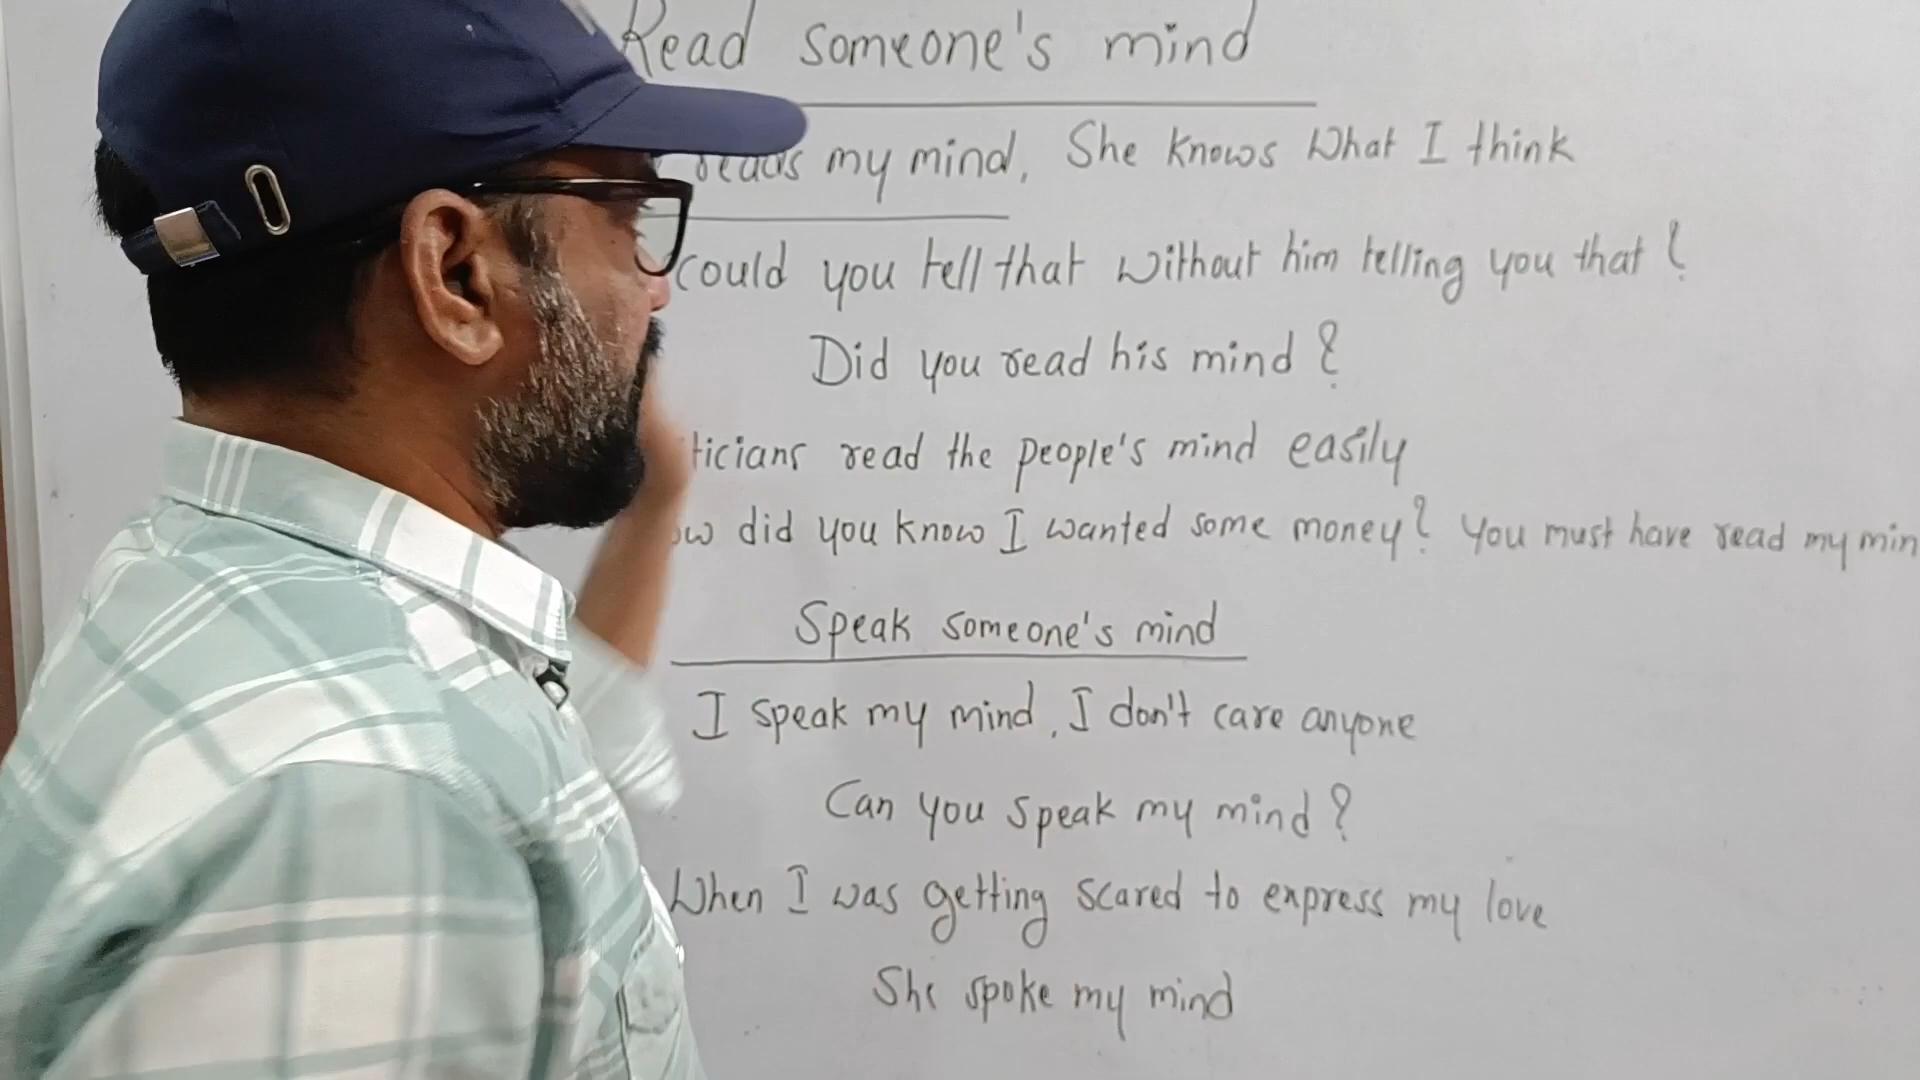 Read someone's mind
reads my mind, She knows What I think
could you tell that without him telling you that ?
Did you read his mind ?
ticians read the people's mind easily
ow did you know I wanted some money? You must have read my min
Speak someone's mind
I speak my mind, I don't care anyone
Can you speak my mind ?
When I was getting scared to express my love
She spoke my mind